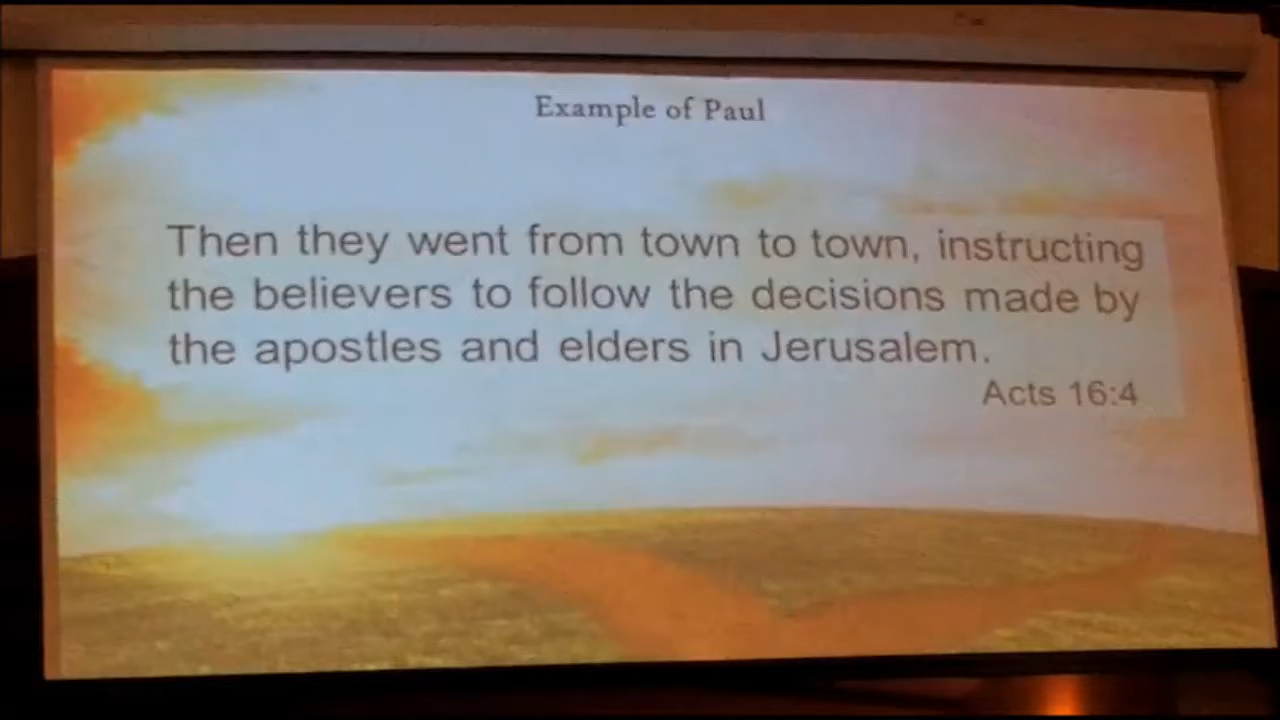 Example of Paul
Then they went from town to town, instructing
the believers to follow the decisions made by
the apostles and elders in Jerusalem.
Acts 16:4